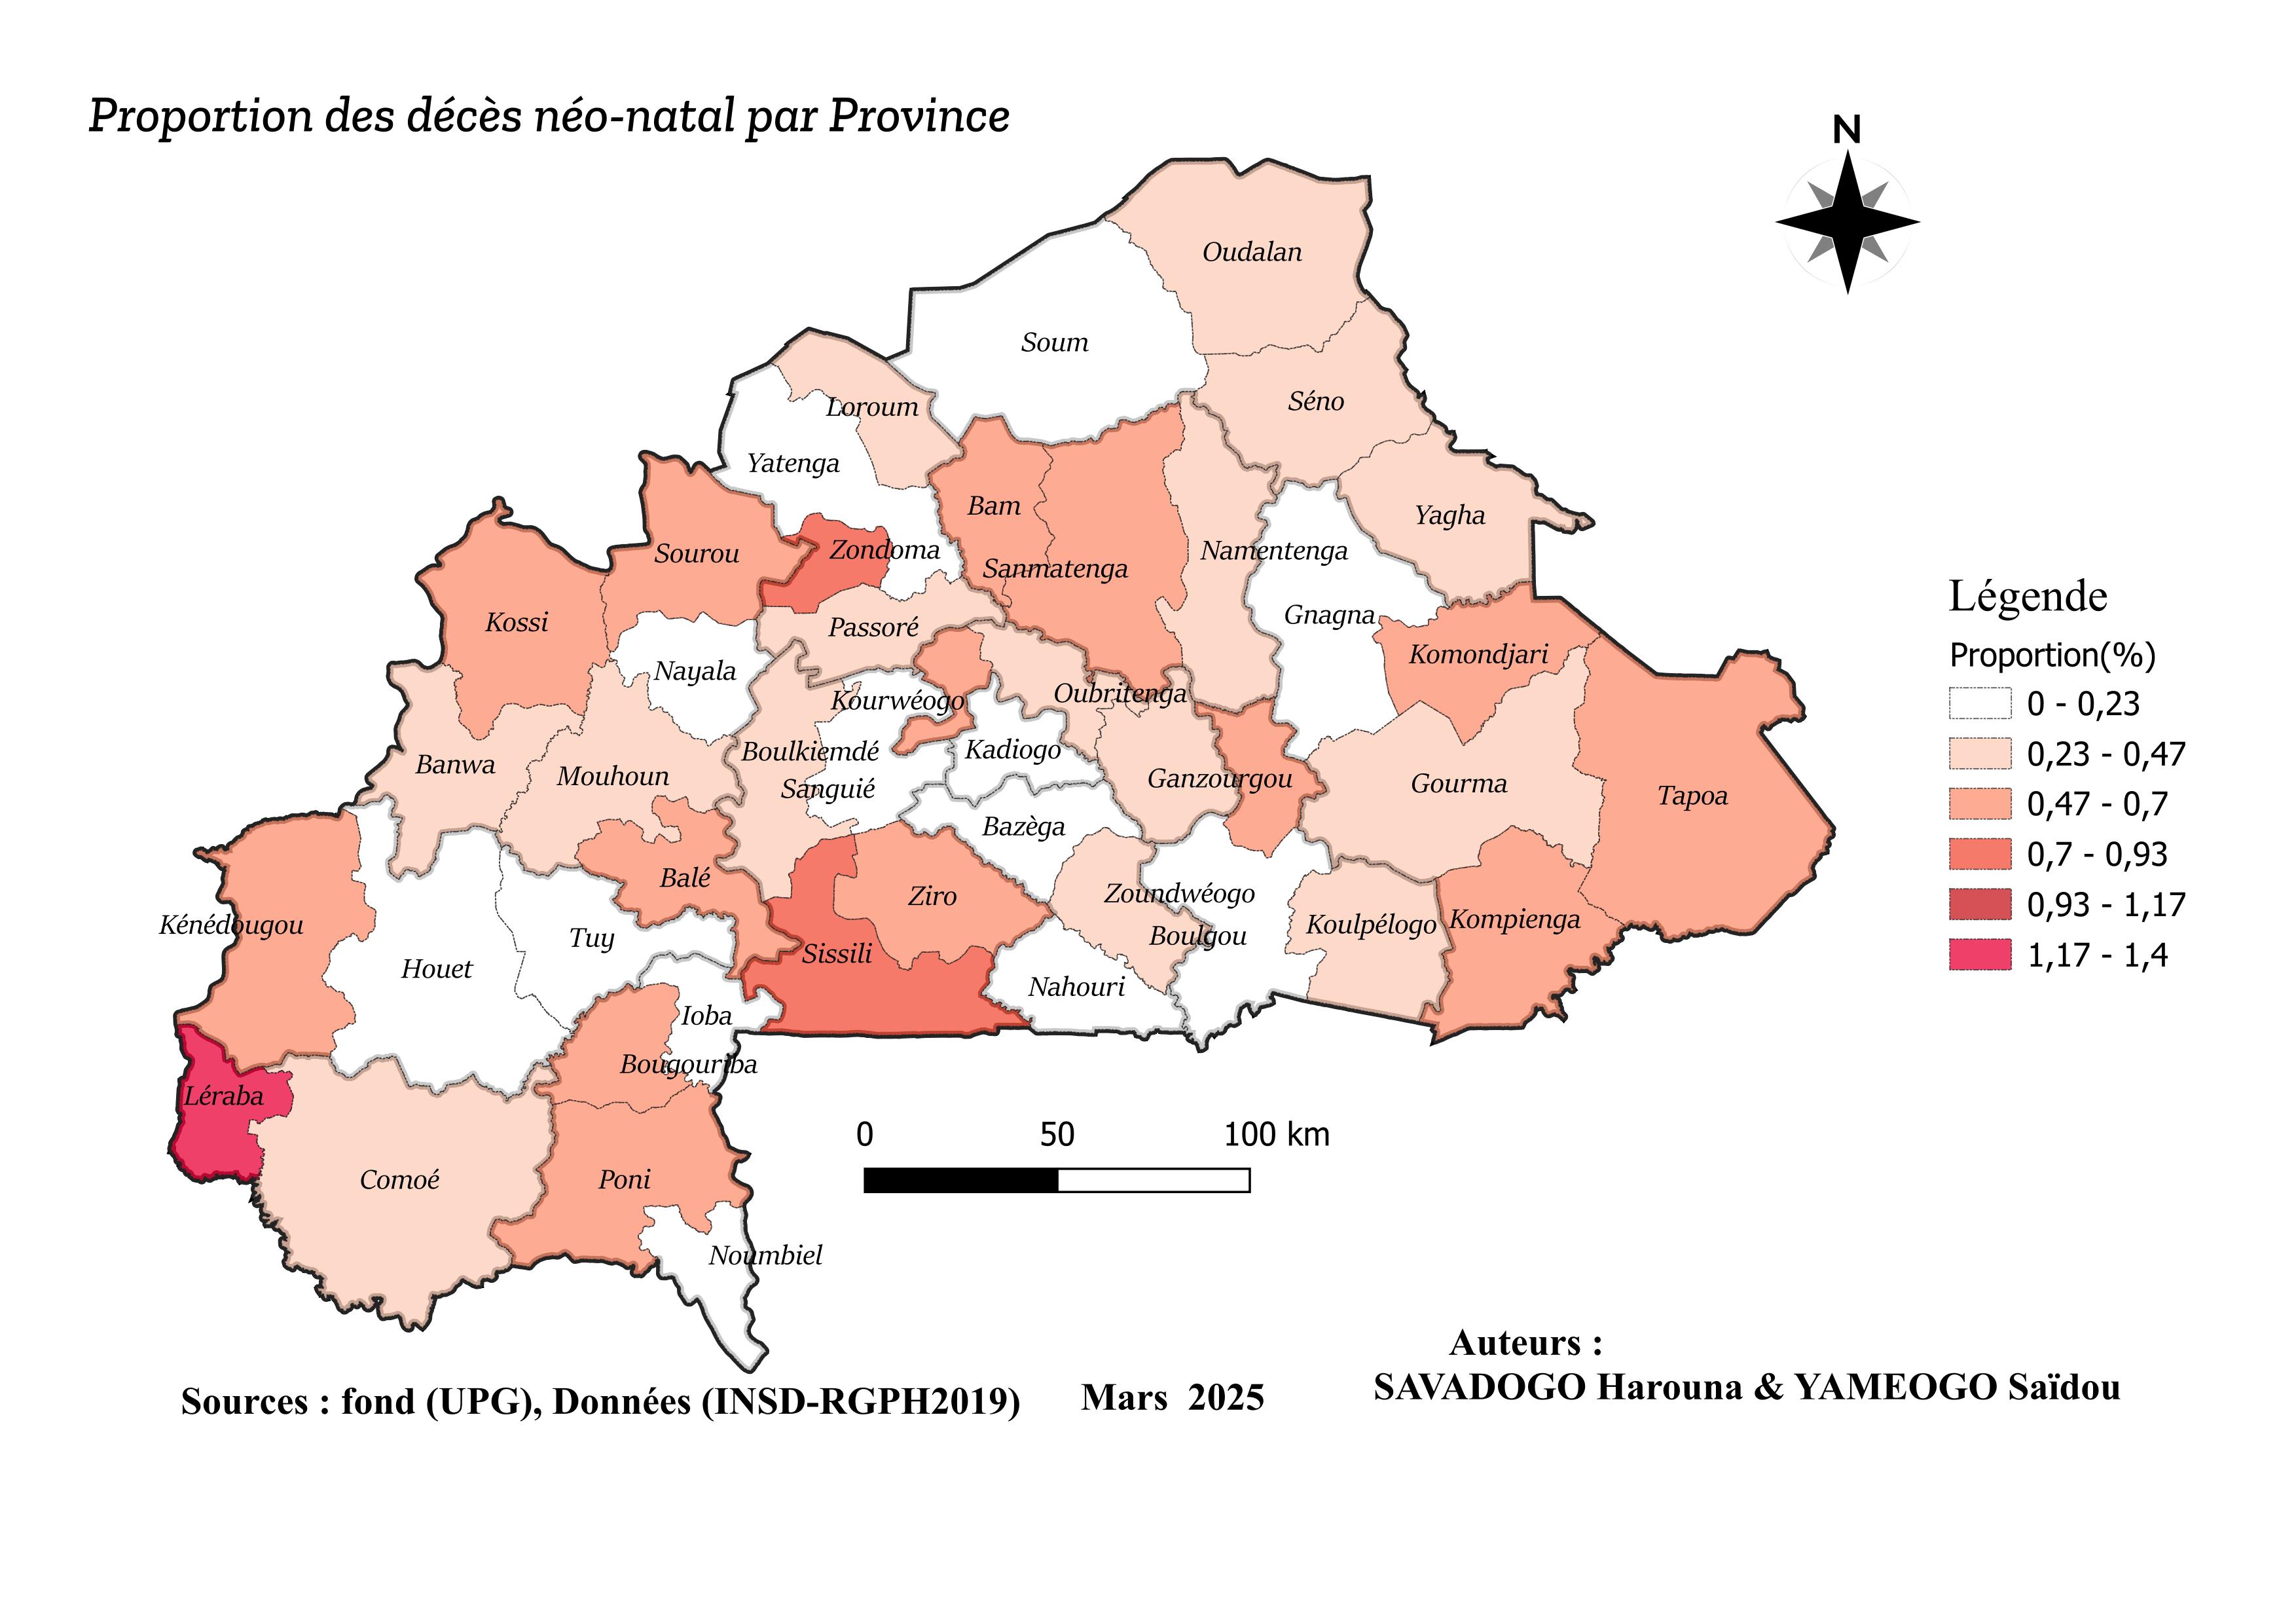 Proportion des décès néo-natal par Province
N
Oudalan
Soum
Séno
Loroum
Yatenga
Bam
Yagha
Sourou
Zondoma
Namentenga
Sanmatenga
Kossi
Passoré
Gnagna
Komondjari
Nayala
Kourwéogo
Oubritenga
Boulkiemdé
Kadiogo
Banwa
Mouhoun
Sanguié
Ganzourgou
Gourma
Tapoa
Bazèga
Balé
Ziro
Zoundwéogo
Kénédougou
Koulpélogo
Kompienga
Tuy
Sissili
Boulgou
Houet
Nahouri
Ioba
Bougouriba
Léraba
Comoé
Poni
Noumbiel
Légende
Proportion(%)
0 - 0,23
0,23 - 0,47
0,47 - 0,7
0,7 - 0,93
0,93 - 1,17
1,17 - 1,4
0 50 100 km
Auteurs :
SAVADOGO Harouna & YAMEOGO Saïdou
Sources : fond (UPG), Données (INSD-RGPH2019) Mars 2025